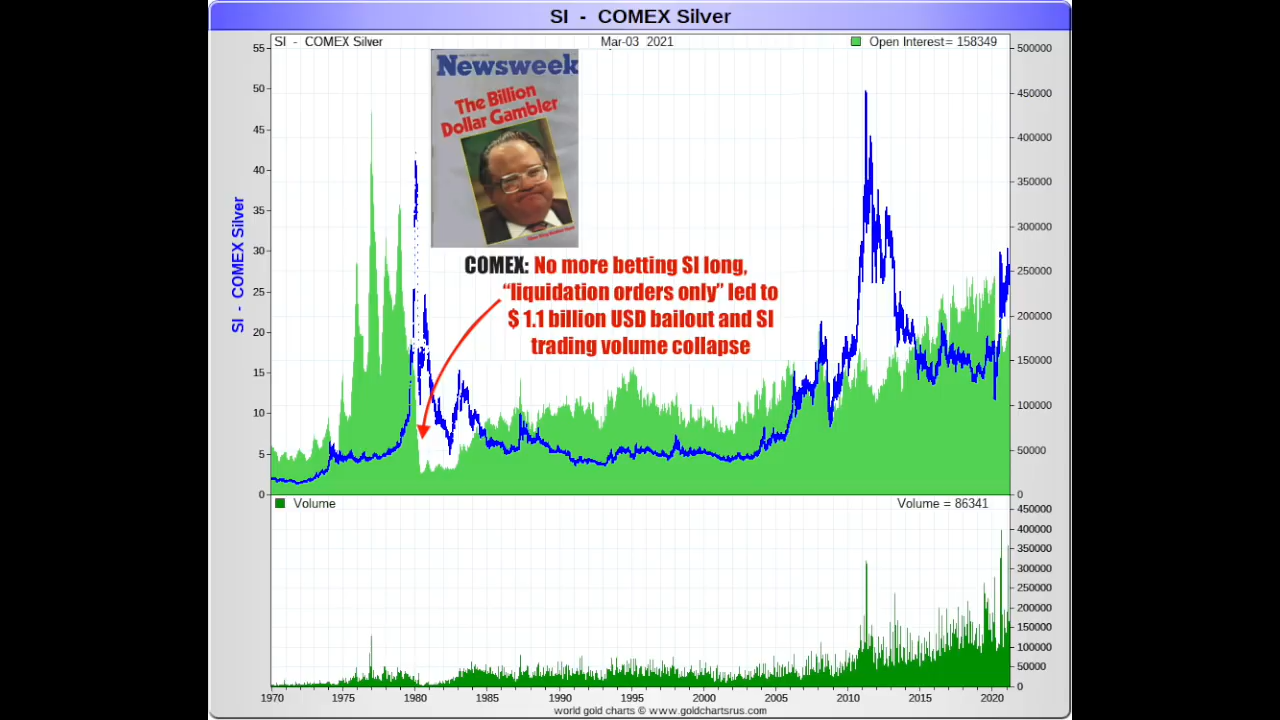 SI - COMEX Silver
SI - COMEX Silver
Mar-03 2021
Open Interest= 158349
55
50
45
40
35
30
25
20
15
10
5
0
SI - COMEX Silver
500000
450000
400000
350000
300000
250000
200000
150000
100000
50000
0
Newsweek
The Billion
Dollar Gambler
COMEX: No more betting SI long,
“liquidation orders only” led to
$ 1.1 billion USD bailout and SI
trading volume collapse
Volume
Volume = 86341
450000
400000
350000
300000
250000
200000
150000
100000
50000
0
1970 1975 1980 1985 1990 1995 2000 2005 2010 2015 2020
world gold charts © www.goldchartsrus.com